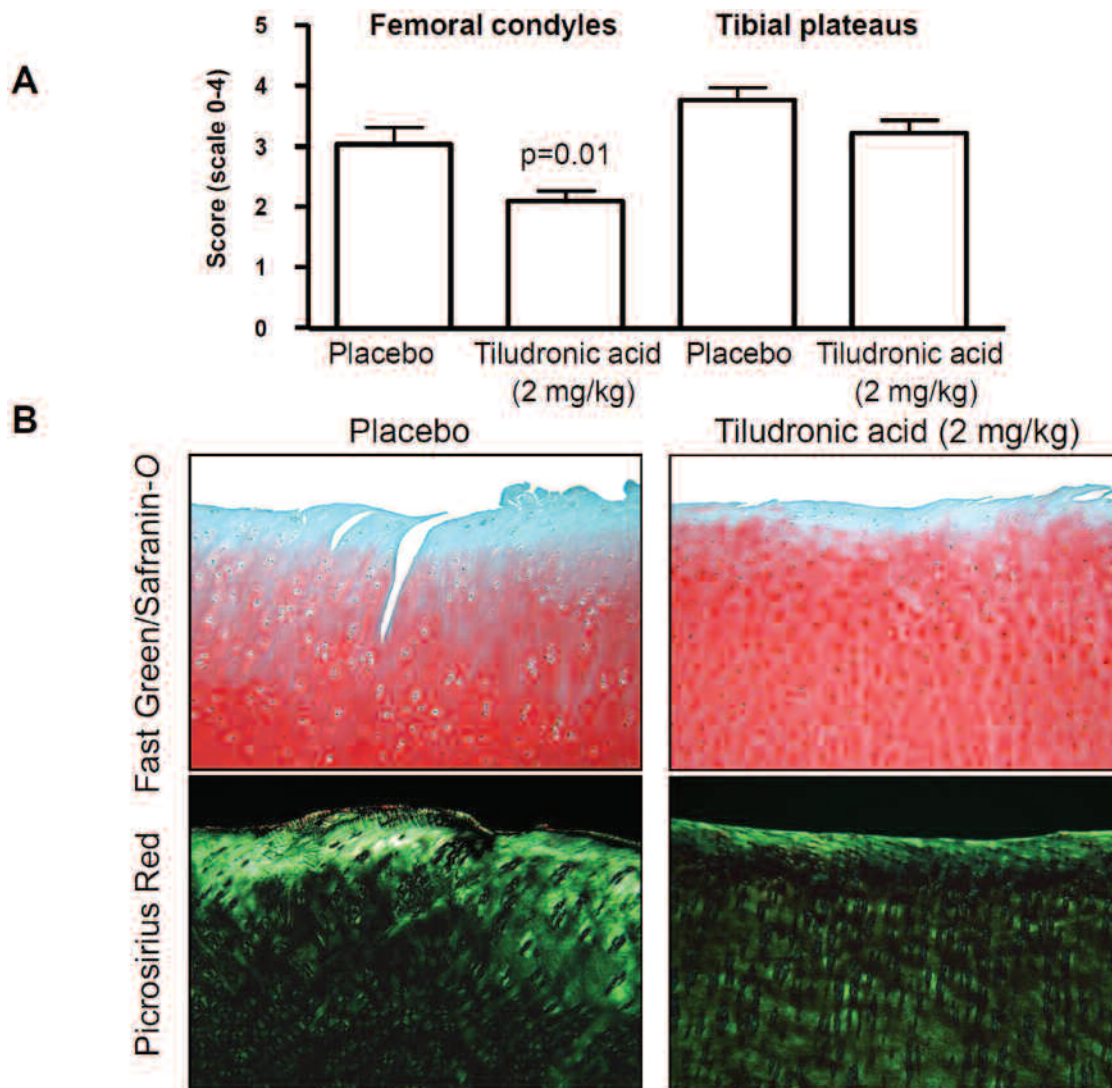 A
Femoral condyles
Tibial plateaus
Score (scale 0-4)
5
4
3
2
1
0
p=0.01
Placebo
Tiludronic acid
(2 mg/kg)
Placebo
Tiludronic acid
(2 mg/kg)
B
Placebo
Tiludronic acid (2 mg/kg)
Fast Green/Safranin-O
Picrosirius Red